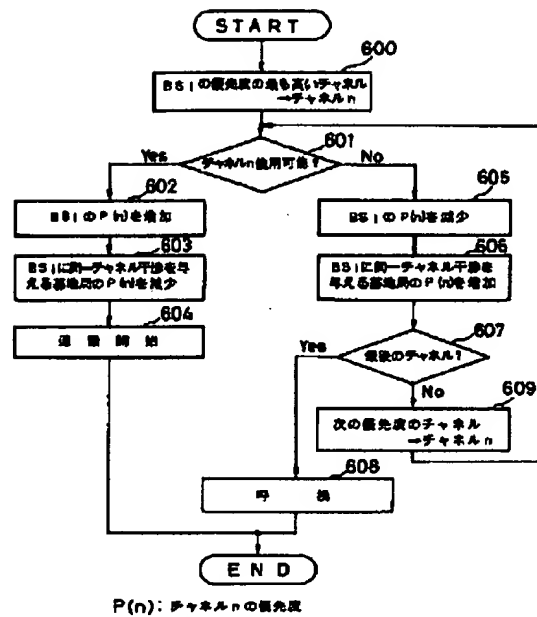 START
600
BSiの優先度の最も高いチャネル
→チャネルn
601
チャネルn使用可能?
Yes
No
602
BSiのP(n)を増加
605
BSiのP(n)を減少
603
BSiに同一チャネル干渉を与
える基地局のP(n)を減少
606
BSiに同一チャネル干渉を
与える基地局のP(n)を増加
604
通話開始
607
最後のチャネル?
Yes
No
609
次の優先度のチャネル
→チャネルn
608
呼損
END
P(n): チャネルnの優先度